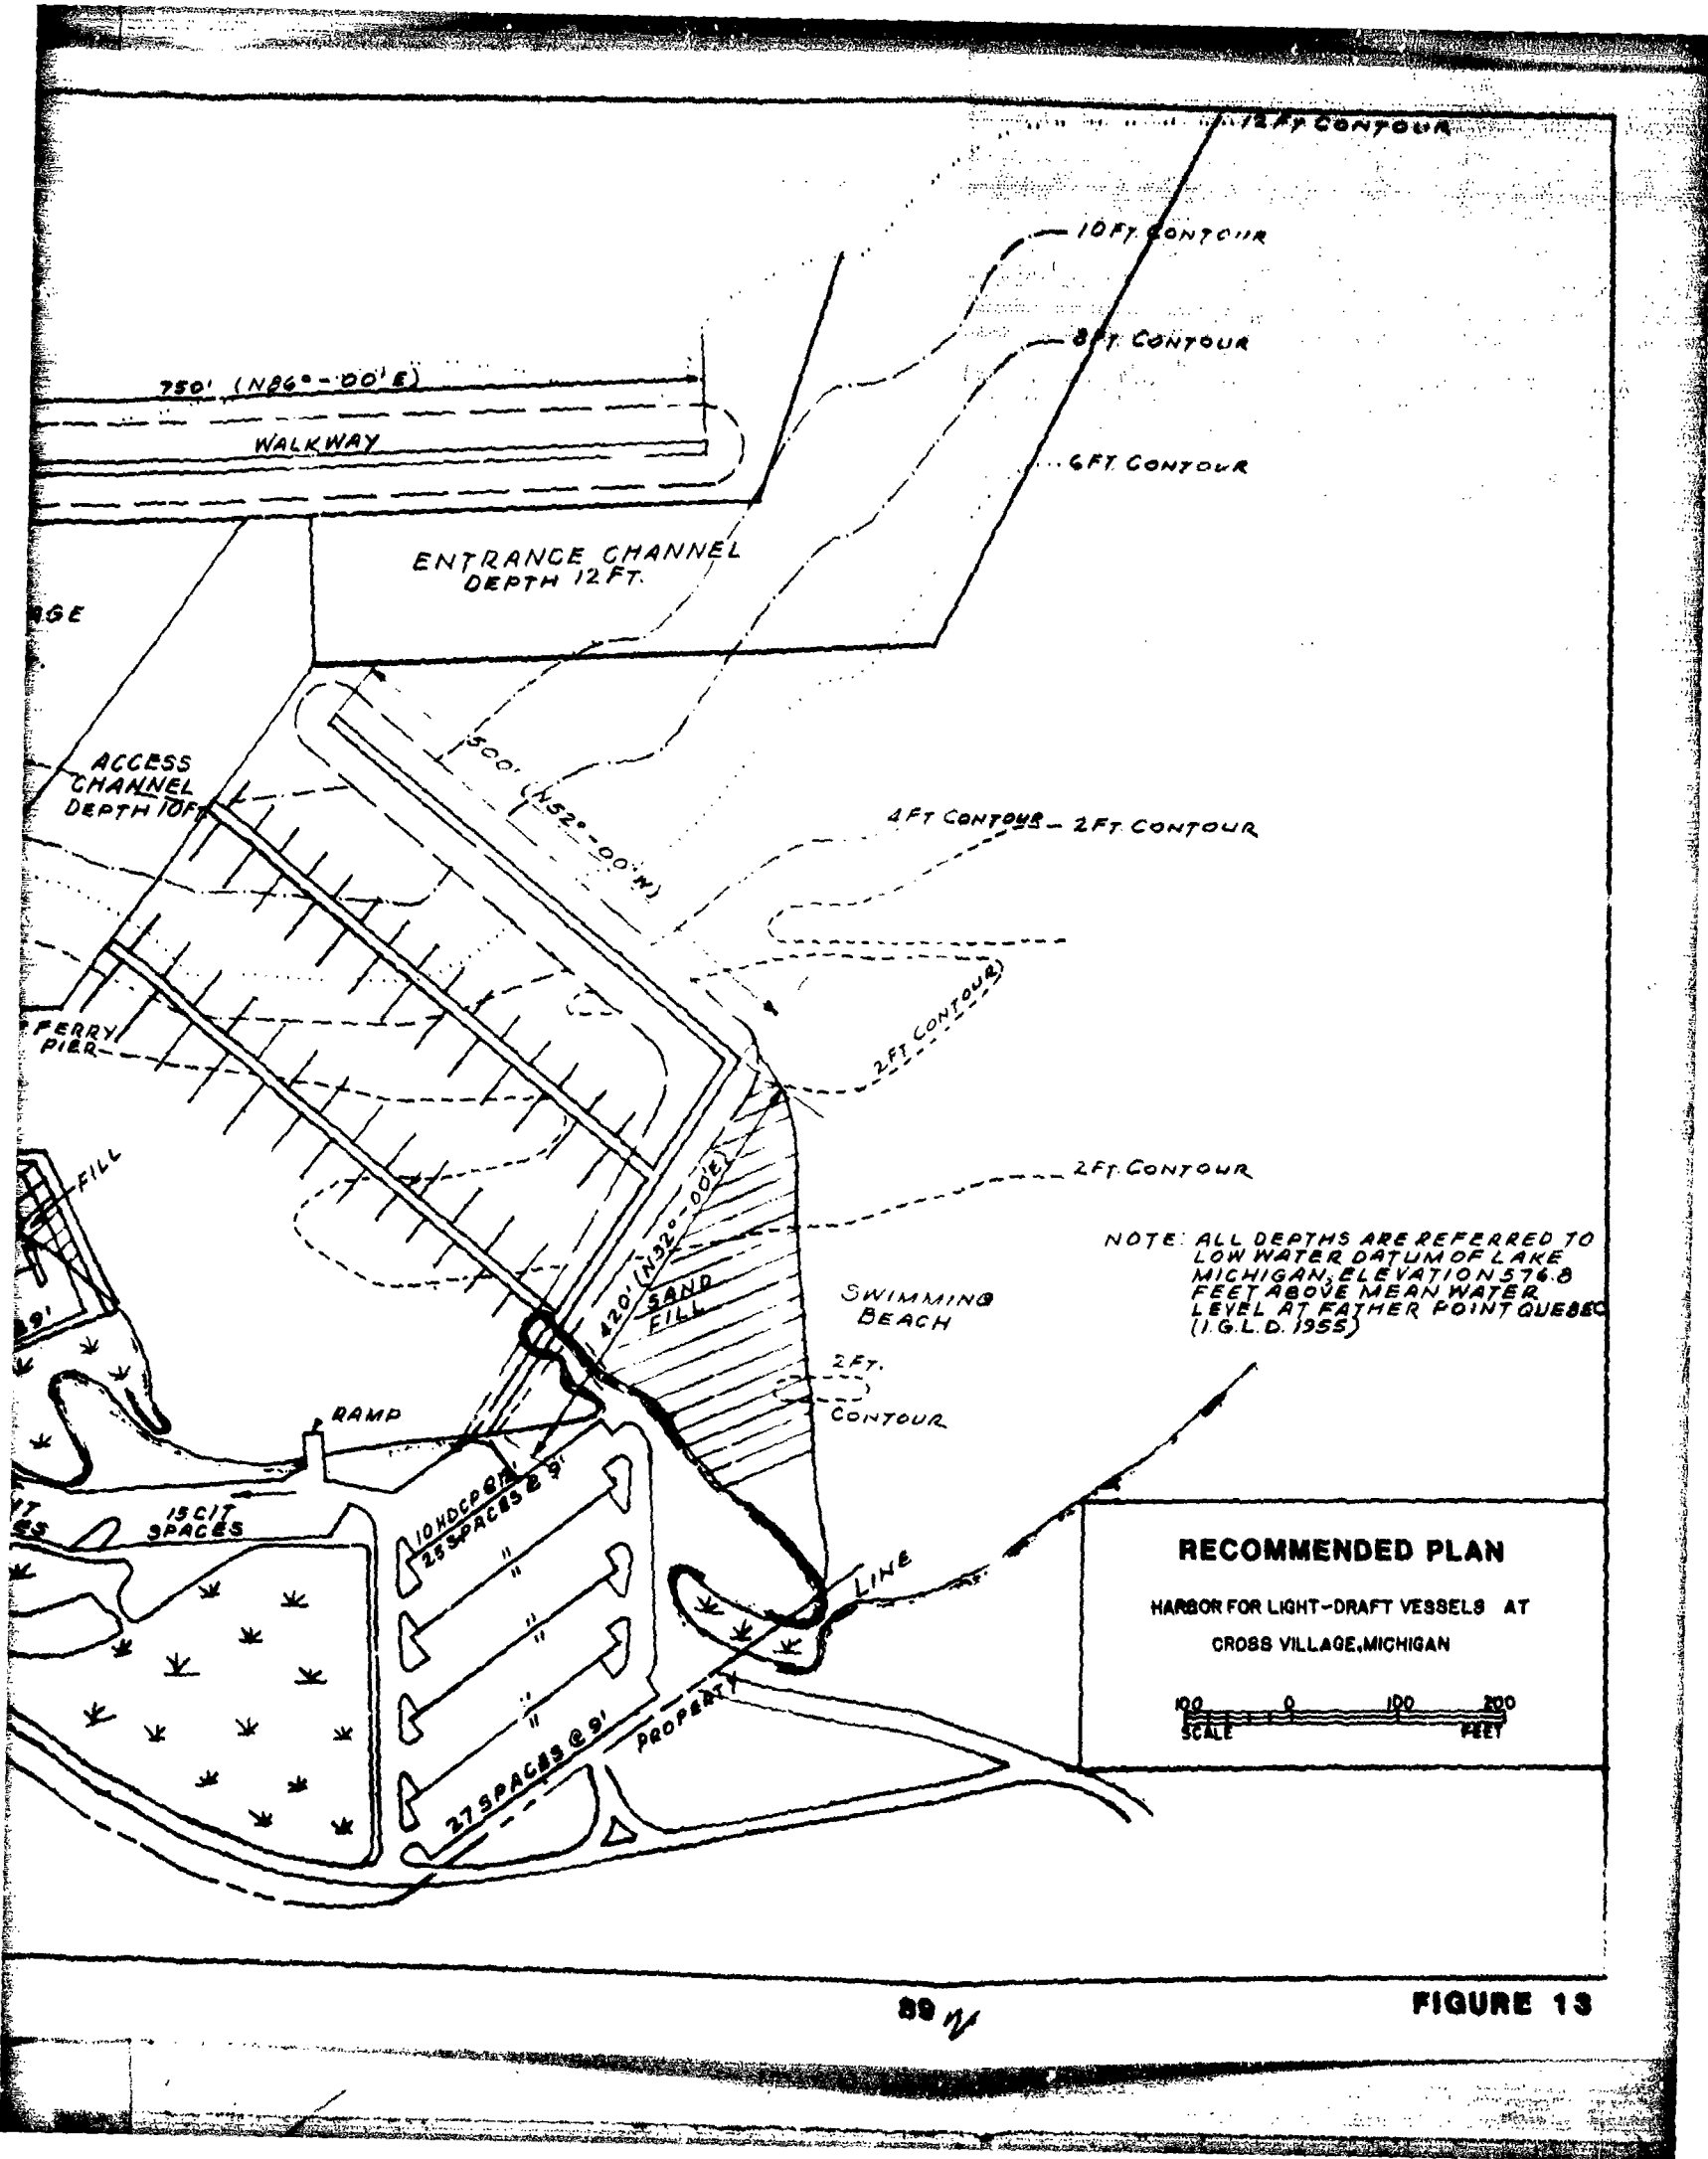 12 FT CONTOUR
10 FT. CONTOUR
8 FT. CONTOUR
750' (N86°-00'E)
WALKWAY
6 FT. CONTOUR
ENTRANCE CHANNEL
DEPTH 12 FT.
AGE
ACCESS
CHANNEL
DEPTH 10FT
500' (N52°-00'W)
4 FT CONTOUR
2 FT. CONTOUR
2 FT CONTOUR)
FERRY
PIER
FILL
2 FT. CONTOUR
420' (N32°-00'E)
SAND
FILL
NOTE: ALL DEPTHS ARE REFERRED TO
LOW WATER DATUM OF LAKE
MICHIGAN, ELEVATION 576.8
FEET ABOVE MEAN WATER
LEVEL AT FATHER POINT QUEBEC
(I.G.L.D. 1955)
SWIMMING
BEACH
2 FT.
CONTOUR
RAMP
15 C/T
SPACES
25 SPACES @ 9'
"
"
"
27 SPACES @ 9'
PROPERTY LINE
RECOMMENDED PLAN
HARBOR FOR LIGHT-DRAFT VESSELS AT
CROSS VILLAGE, MICHIGAN
100 0 100 200
SCALE FEET
89
FIGURE 13